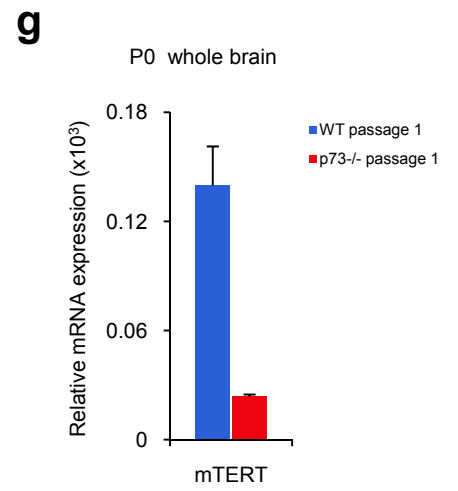 g
P0 whole brain
Relative mRNA expression (x10³)
0.18
0.12
0.06
0
mTERT
WT passage 1
p73-/- passage 1